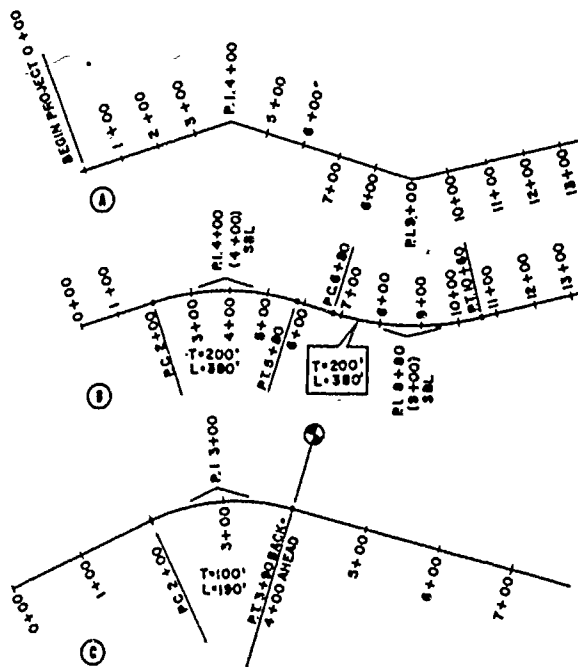 BEGIN PROJECT 0+00
1+00
2+00
3+00
P.I. 4+00
5+00
6+00
7+00
8+00
P.I. 9+00
10+00
11+00
12+00
13+00
A
0+00
1+00
P.C. 2+00
3+00
4+00
5+00
P.I. 4+00
(4+00)
SBL
T=200'
L=380'
P.T. 5+80
6+00
P.C. 6+80
7+00
8+00
9+00
10+00
P.T. 10+60
11+00
12+00
13+00
T=200'
L=380'
P.I. 8+80
(9+00)
SBL
B
0+00
1+00
P.C. 2+00
P.I 3+00
3+00
T=100'
L=190'
P.T. 3+90 BACK=
4+00 AHEAD
5+00
6+00
7+00
C